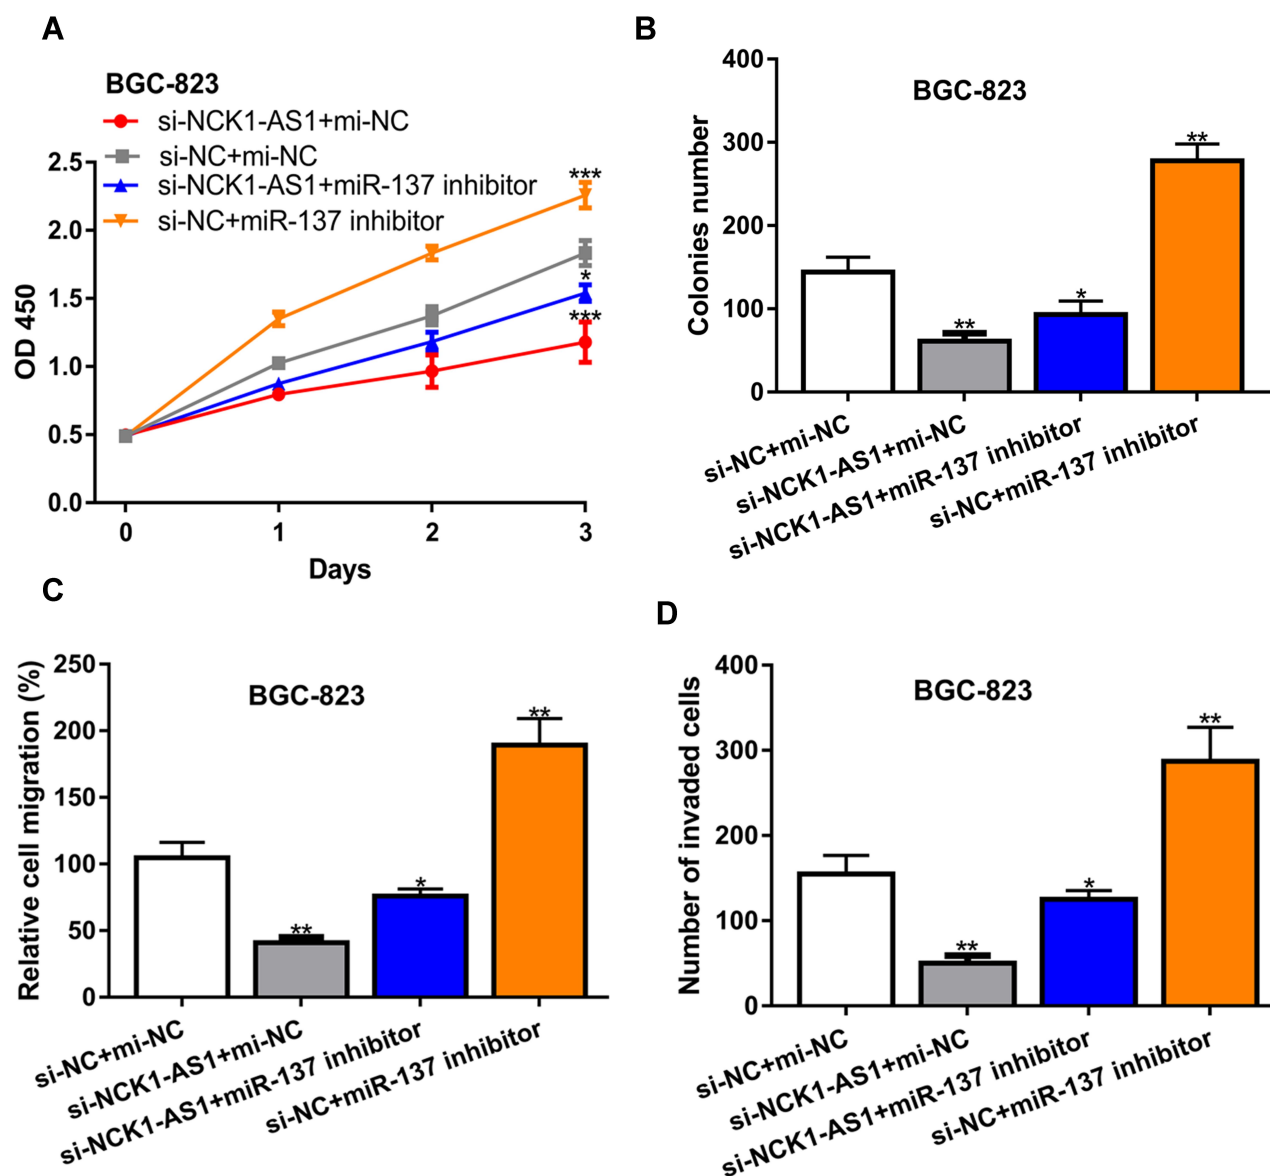 A
BGC-823
si-NCK1-AS1+mi-NC
si-NC+mi-NC
si-NCK1-AS1+miR-137 inhibitor
si-NC+miR-137 inhibitor
OD 450
2.5
2.0
1.5
1.0
0.5
0.0
***
*
***
0 1 2 3
Days
B
BGC-823
Colonies number
400
300
200
100
0
**
*
**
si-NC+mi-NC
si-NCK1-AS1+mi-NC
si-NCK1-AS1+miR-137 inhibitor
si-NC+miR-137 inhibitor
C
BGC-823
Relative cell migration (%)
250
200
150
100
50
0
**
*
**
si-NC+mi-NC
si-NCK1-AS1+mi-NC
si-NCK1-AS1+miR-137 inhibitor
si-NC+miR-137 inhibitor
D
BGC-823
Number of invaded cells
400
300
200
100
0
**
*
**
si-NC+mi-NC
si-NCK1-AS1+mi-NC
si-NCK1-AS1+miR-137 inhibitor
si-NC+miR-137 inhibitor